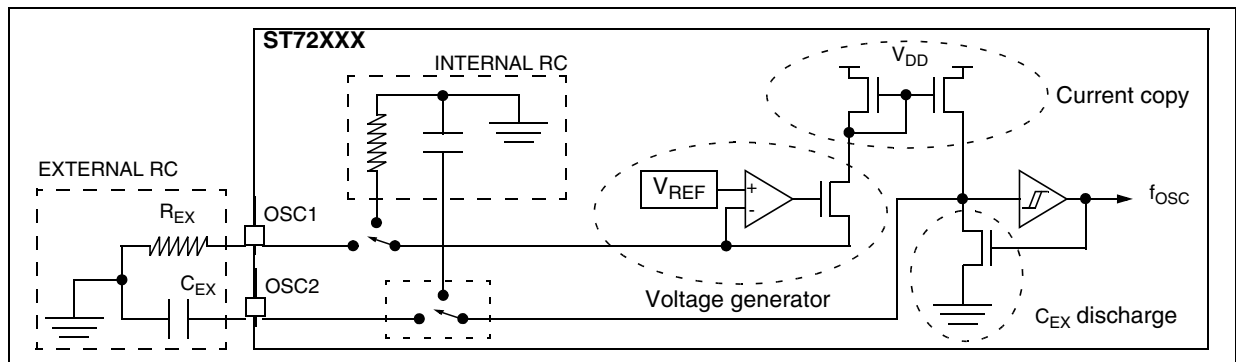 ST72XXX
INTERNAL RC
V_DD
Current copy
EXTERNAL RC
V_REF
+
-
f_OSC
R_EX
OSC1
C_EX
OSC2
Voltage generator
C_EX discharge